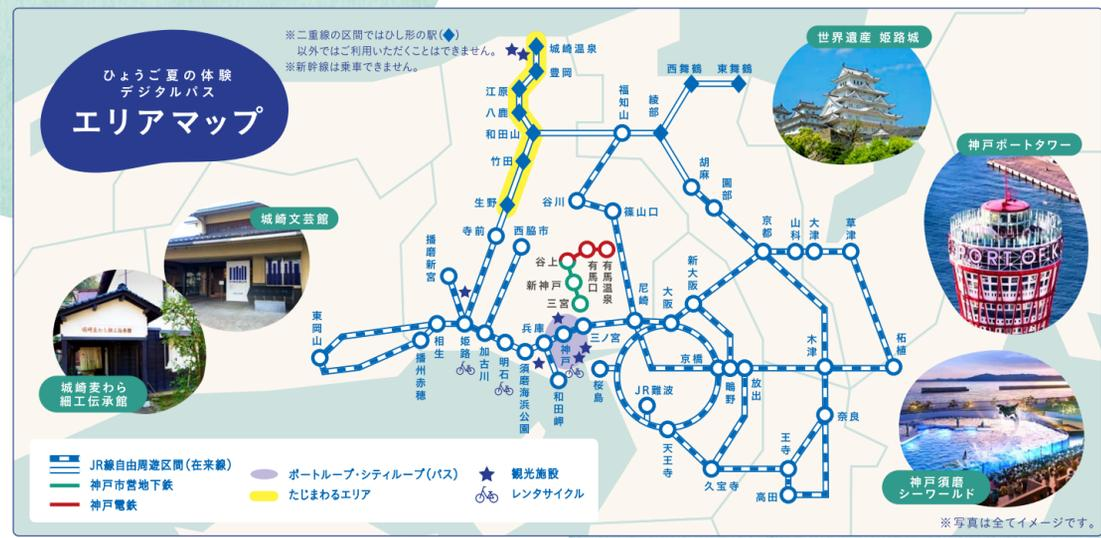 ※二重線の区間ではひし形の駅(◆)
以外ではご利用いただくことはできません。
※新幹線は乗車できません。
ひょうご夏の体験
デジタルパス
エリアマップ
世界遺産 姫路城
神戸ポートタワー
城崎文芸館
城崎麦わら
細工伝承館
神戸須磨
シーワールド
城崎温泉
豊岡
江原
八鹿
和田山
竹田
生野
寺前
西脇市
福知山
綾部
西舞鶴
東舞鶴
胡麻
園部
谷川
篠山口
京都
山科
大津
草津
播磨新宮
谷上
有馬口
有馬温泉
新神戸
三宮
新大阪
尼崎
大阪
東岡山
相生
播州赤穂
姫路
加古川
明石
須磨海浜公園
兵庫
神戸
三ノ宮
和田岬
桜島
京橋
鴫野
放出
木津
柘植
JR難波
天王寺
久宝寺
奈良
王寺
高田
JR線自由周遊区間(在来線)
神戸市営地下鉄
神戸電鉄
ポートループ・シティループ(バス)
たじまわるエリア
観光施設
レンタサイクル
※写真は全てイメージです。